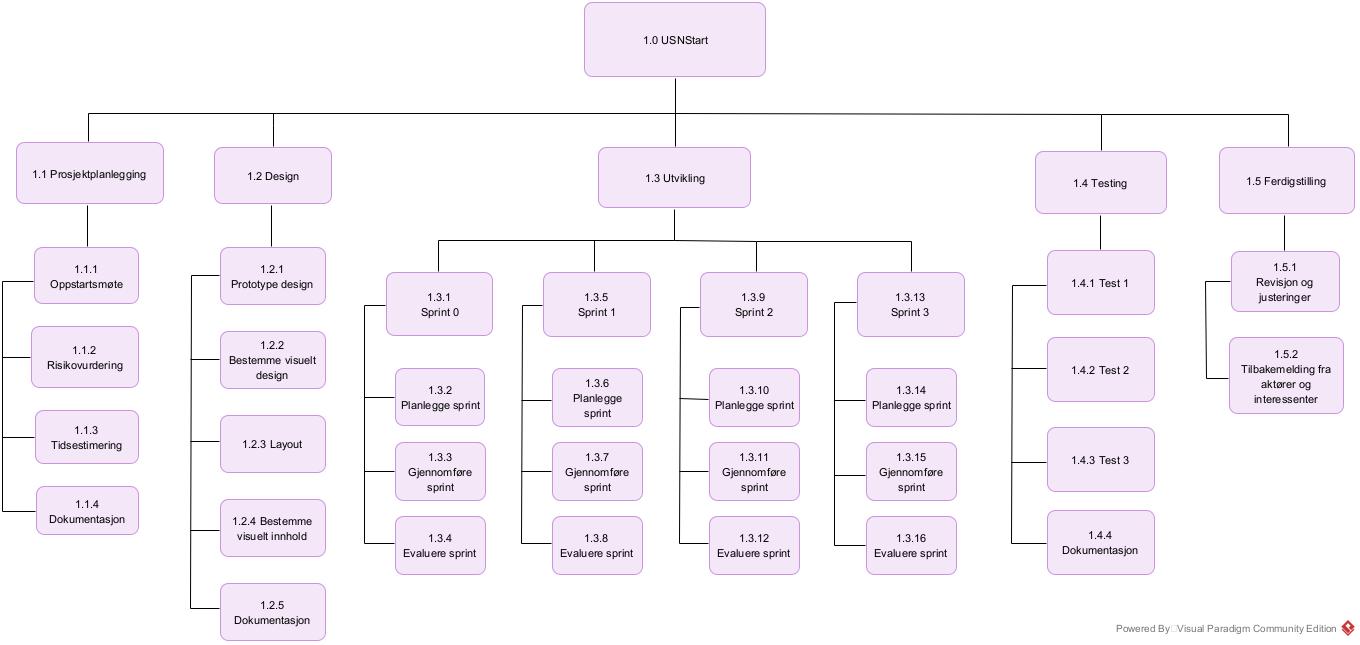 1.0 USNStart
1.1 Prosjektplanlegging
1.2 Design
1.3 Utvikling
1.4 Testing
1.5 Ferdigstilling
1.1.1
Oppstartsmøte
1.1.2
Risikovurdering
1.1.3
Tidsestimering
1.1.4
Dokumentasjon
1.2.1
Prototype design
1.2.2
Bestemme visuelt
design
1.2.3 Layout
1.2.4 Bestemme
visuelt innhold
1.2.5
Dokumentasjon
1.3.1
Sprint 0
1.3.2
Planlegge sprint
1.3.3
Gjennomføre
sprint
1.3.4
Evaluere sprint
1.3.5
Sprint 1
1.3.6
Planlegge
sprint
1.3.7
Gjennomføre
sprint
1.3.8
Evaluere sprint
1.3.9
Sprint 2
1.3.10
Planlegge sprint
1.3.11
Gjennomføre
sprint
1.3.12
Evaluere sprint
1.3.13
Sprint 3
1.3.14
Planlegge sprint
1.3.15
Gjennomføre
sprint
1.3.16
Evaluere sprint
1.4.1 Test 1
1.4.2 Test 2
1.4.3 Test 3
1.4.4
Dokumentasjon
1.5.1
Revisjon og
justeringer
1.5.2
Tilbakemelding fra
aktører og
interessenter
Powered By Visual Paradigm Community Edition